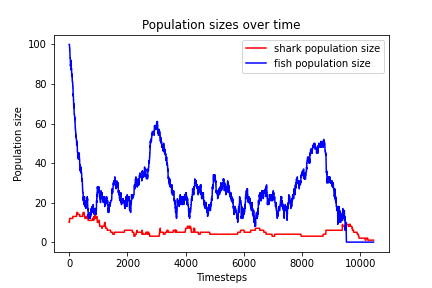 Population sizes over time
shark population size
fish population size
Population size
100
80
60
40
20
0
0
2000
4000
6000
8000
10000
Timesteps